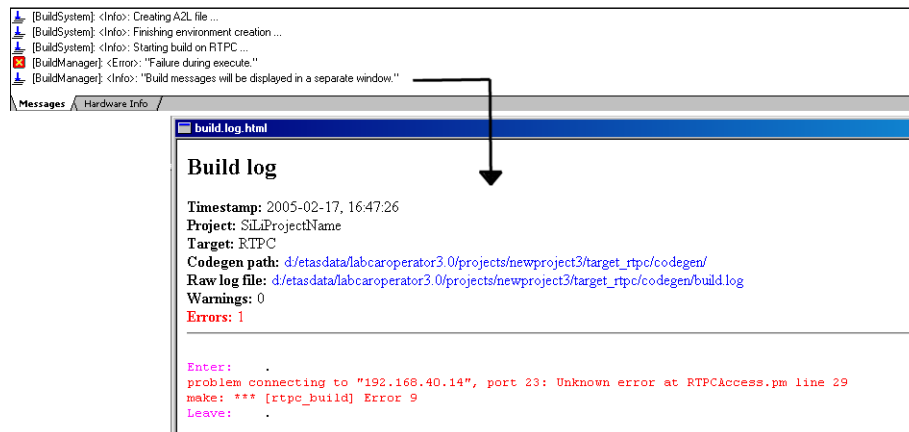 [BuildSystem]: <Info>: Creating A2L file ...
[BuildSystem]: <Info>: Finishing environment creation ...
[BuildSystem]: <Info>: Starting build on RTPC ...
[BuildManager]: <Error>: "Failure during execute."
[BuildManager]: <Info>: "Build messages will be displayed in a separate window."
Messages Hardware Info
build.log.html
Build log
Timestamp: 2005-02-17, 16:47:26
Project: SiLiProjectName
Target: RTPC
Codegen path: d:/etasdata/labcaroperator3.0/projects/newproject3/target_rtpc/codegen/
Raw log file: d:/etasdata/labcaroperator3.0/projects/newproject3/target_rtpc/codegen/build.log
Warnings: 0
Errors: 1
Enter: .
problem connecting to "192.168.40.14", port 23: Unknown error at RTPCAccess.pm line 29
make: *** [rtpc_build] Error 9
Leave: .